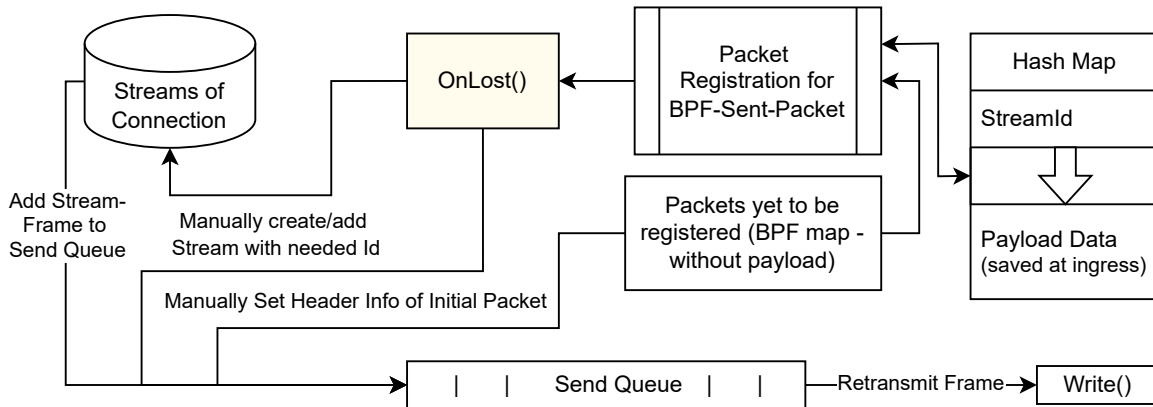 Streams of
Connection
OnLost()
Packet
Registration for
BPF-Sent-Packet
Hash Map
StreamId
Payload Data
(saved at ingress)
Add Stream-
Frame to
Send Queue
Manually create/add
Stream with needed Id
Packets yet to be
registered (BPF map -
without payload)
Manually Set Header Info of Initial Packet
| | Send Queue | |
Retransmit Frame
Write()